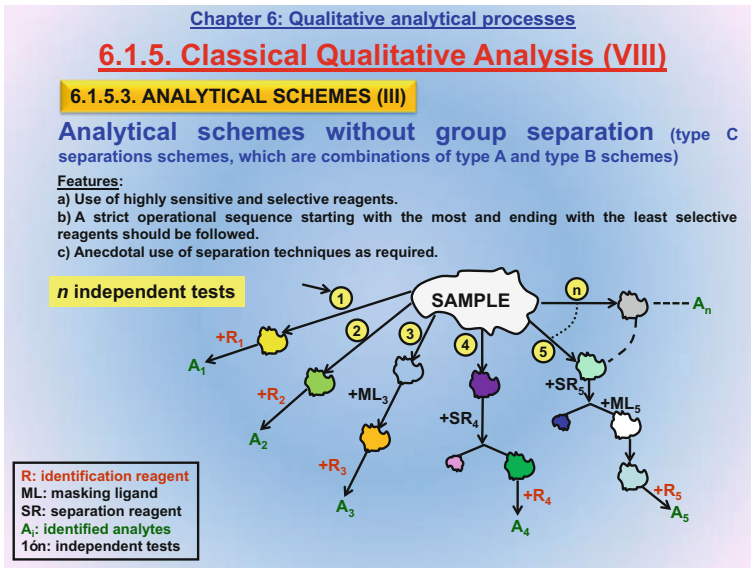 Chapter 6: Qualitative analytical processes
6.1.5. Classical Qualitative Analysis (VIII)
6.1.5.3. ANALYTICAL SCHEMES (III)
Analytical schemes without group separation (type C
separations schemes, which are combinations of type A and type B schemes)
Features:
a) Use of highly sensitive and selective reagents.
b) A strict operational sequence starting with the most and ending with the least selective
reagents should be followed.
c) Anecdotal use of separation techniques as required.
n independent tests
SAMPLE
1
2
3
4
5
n
+R₁
A₁
+R₂
A₂
+ML₃
+R₃
A₃
+SR₄
+R₄
A₄
+SR₅
+ML₅
+R₅
A₅
Aₙ
R: identification reagent
ML: masking ligand
SR: separation reagent
Aᵢ: identified analytes
1ón: independent tests